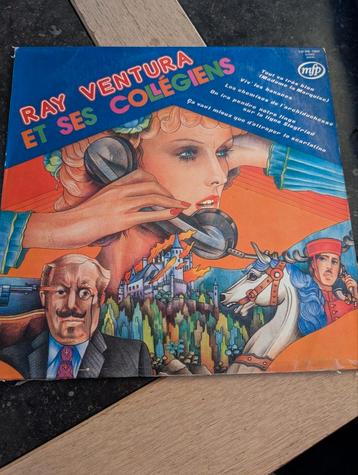 RAY VENTURA
ET SES COLLÉGIENS
mfp
Tout va très bien
(Madame la Marquise)
Viv' les bananes
Les chemises de l'archiduchesse
On ira pendre notre linge
sur la ligne Siegfried
Ça vaut mieux que d'attraper la scarlatine